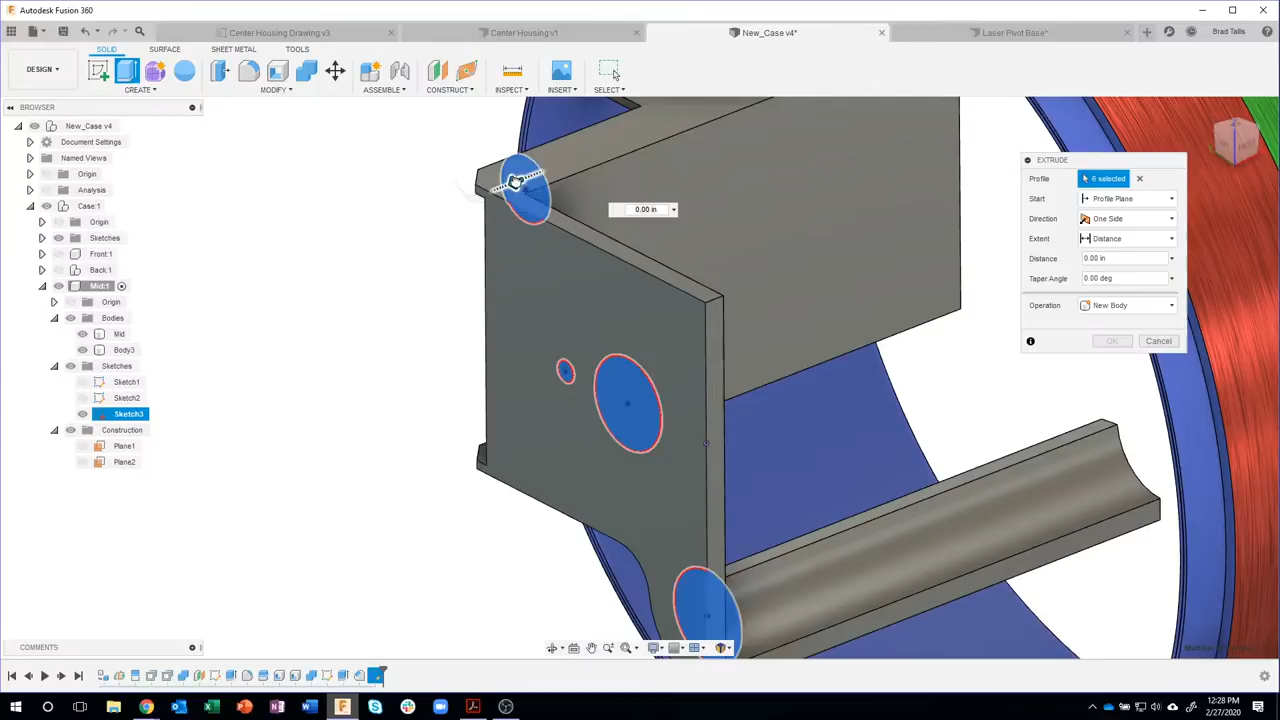 Autodesk Fusion 360
Center Housing Drawing v3
Center Housing v1
New_Case v4*
Laser Pivot Base*
Brad Tallis
SOLID
SURFACE
SHEET METAL
TOOLS
DESIGN
CREATE
MODIFY
ASSEMBLE
CONSTRUCT
INSPECT
INSERT
SELECT
BROWSER
New_Case v4
Document Settings
Named Views
Origin
Analysis
Case:1
Origin
Sketches
Front:1
Back:1
Mid:1
Origin
Bodies
Mid
Body3
Sketches
Sketch1
Sketch2
Sketch3
Construction
Plane1
Plane2
0.00 in
EXTRUDE
Profile 6 selected
Start Profile Plane
Direction One Side
Extent Distance
Distance 0.00 in
Taper Angle 0.00 deg
Operation New Body
OK Cancel
COMMENTS
12:28 PM
2/27/2020